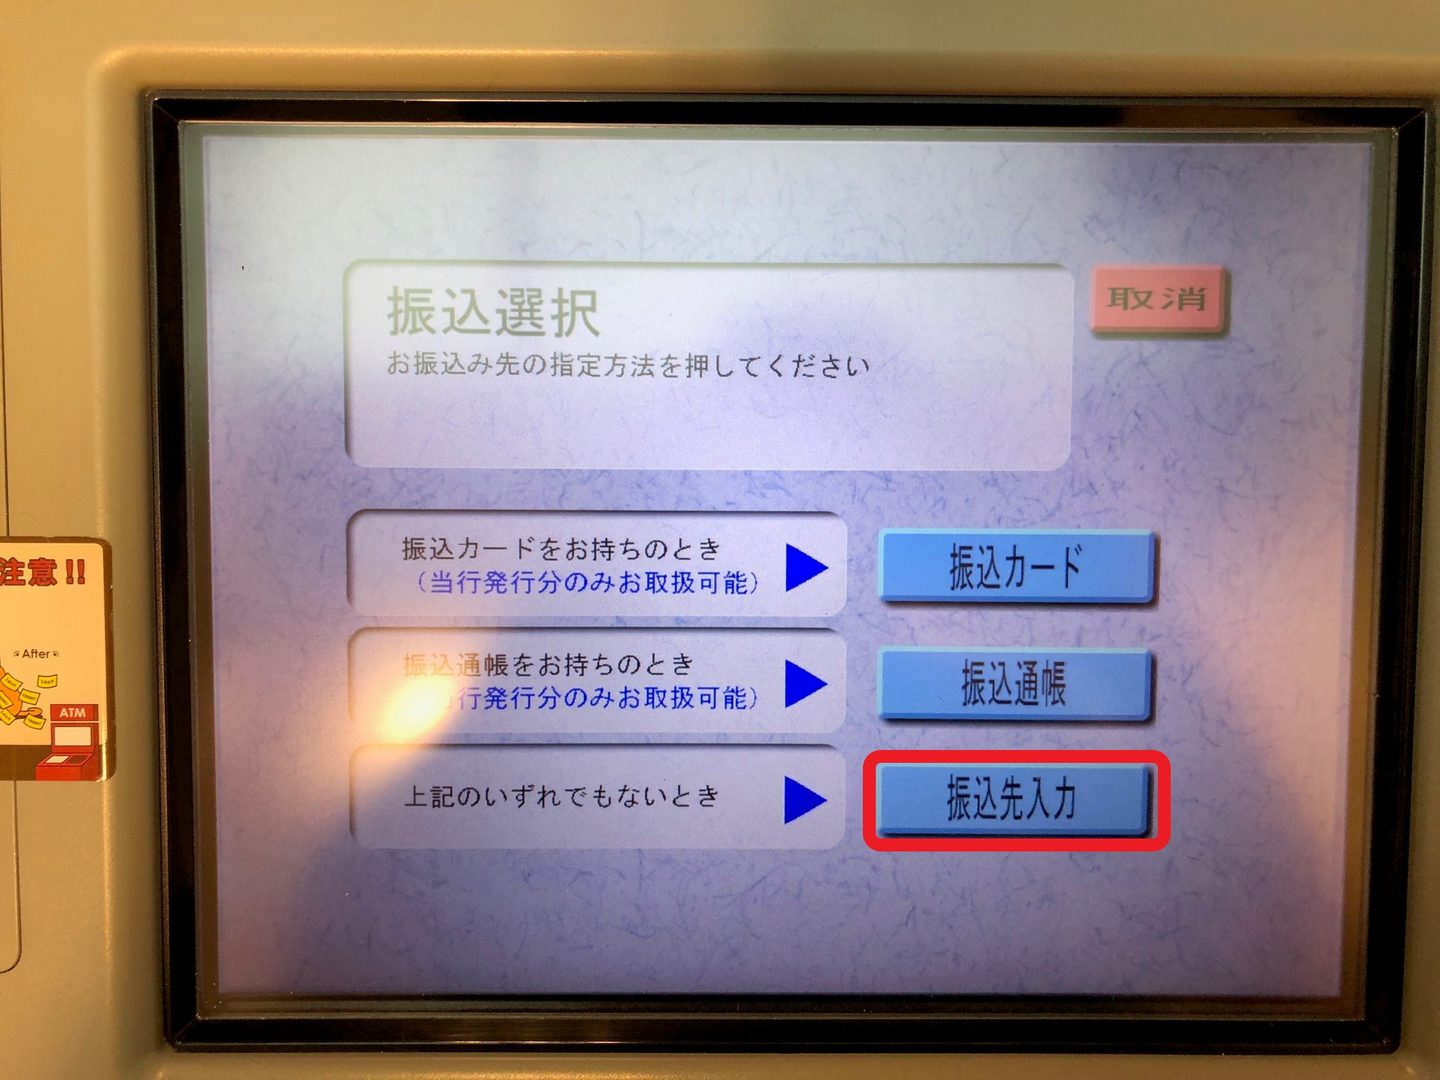 振込選択
お振込み先の指定方法を押してください
取消
振込カードをお持ちのとき
(当行発行分のみお取扱可能)
振込カード
振込通帳をお持ちのとき
行発行分のみお取扱可能)
振込通帳
上記のいずれでもないとき
振込先入力
注意!!
After
ATM